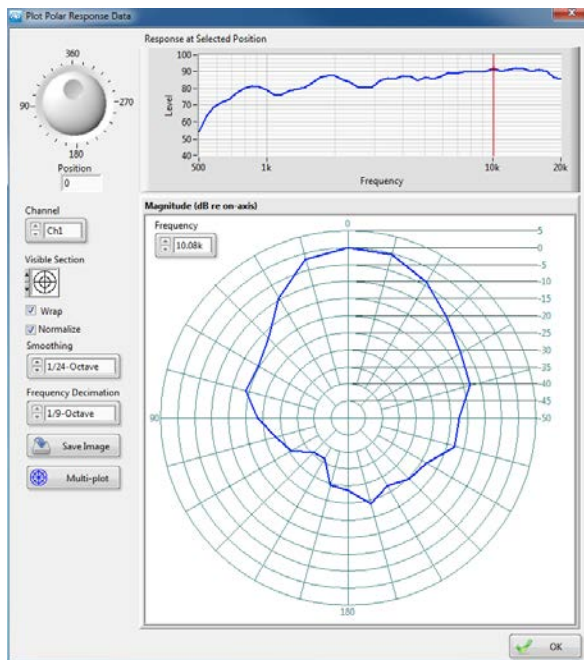 Plot Polar Response Data
360
90
270
180
Position
0
Response at Selected Position
Level
100
90
80
70
60
50
40
500
1k
10k
20k
Frequency
Channel
Ch1
Visible Section
Wrap
Normalize
Smoothing
1/24-Octave
Frequency Decimation
1/9-Octave
Save Image
Multi-plot
Magnitude (dB re on-axis)
Frequency
10.08k
0
90
180
5
0
-5
-10
-15
-20
-25
-30
-35
-40
-45
-50
OK